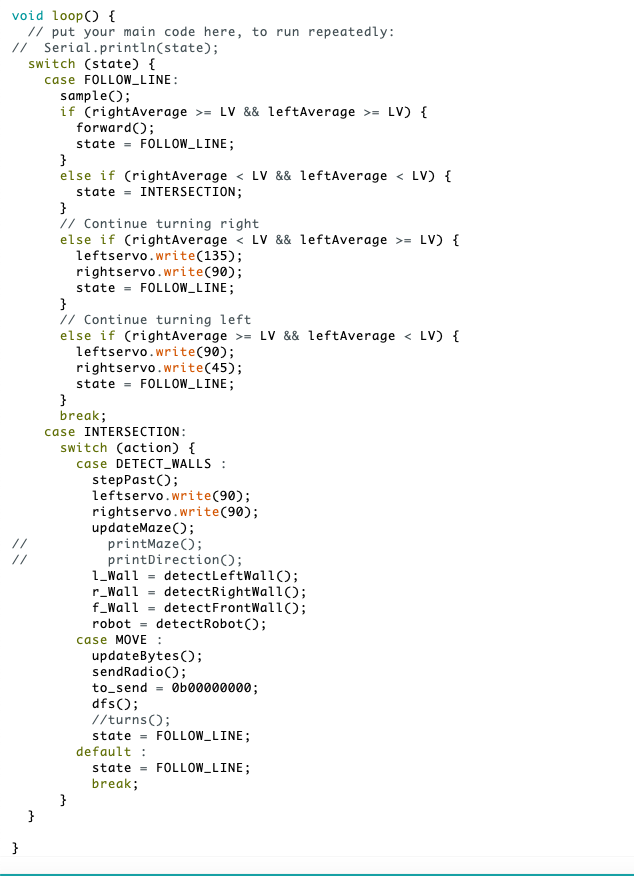 void loop() {
  // put your main code here, to run repeatedly:
//  Serial.println(state);
  switch (state) {
    case FOLLOW_LINE:
      sample();
      if (rightAverage >= LV && leftAverage >= LV) {
        forward();
        state = FOLLOW_LINE;
      }
      else if (rightAverage < LV && leftAverage < LV) {
        state = INTERSECTION;
      }
      // Continue turning right
      else if (rightAverage < LV && leftAverage >= LV) {
        leftservo.write(135);
        rightservo.write(90);
        state = FOLLOW_LINE;
      }
      // Continue turning left
      else if (rightAverage >= LV && leftAverage < LV) {
        leftservo.write(90);
        rightservo.write(45);
        state = FOLLOW_LINE;
      }
      break;
    case INTERSECTION:
      switch (action) {
        case DETECT_WALLS :
          stepPast();
          leftservo.write(90);
          rightservo.write(90);
          updateMaze();
//          printMaze();
//          printDirection();
          l_Wall = detectLeftWall();
          r_Wall = detectRightWall();
          f_Wall = detectFrontWall();
          robot = detectRobot();
        case MOVE :
          updateBytes();
          sendRadio();
          to_send = 0b00000000;
          dfs();
          //turns();
          state = FOLLOW_LINE;
        default :
          state = FOLLOW_LINE;
          break;
      }
  }
}